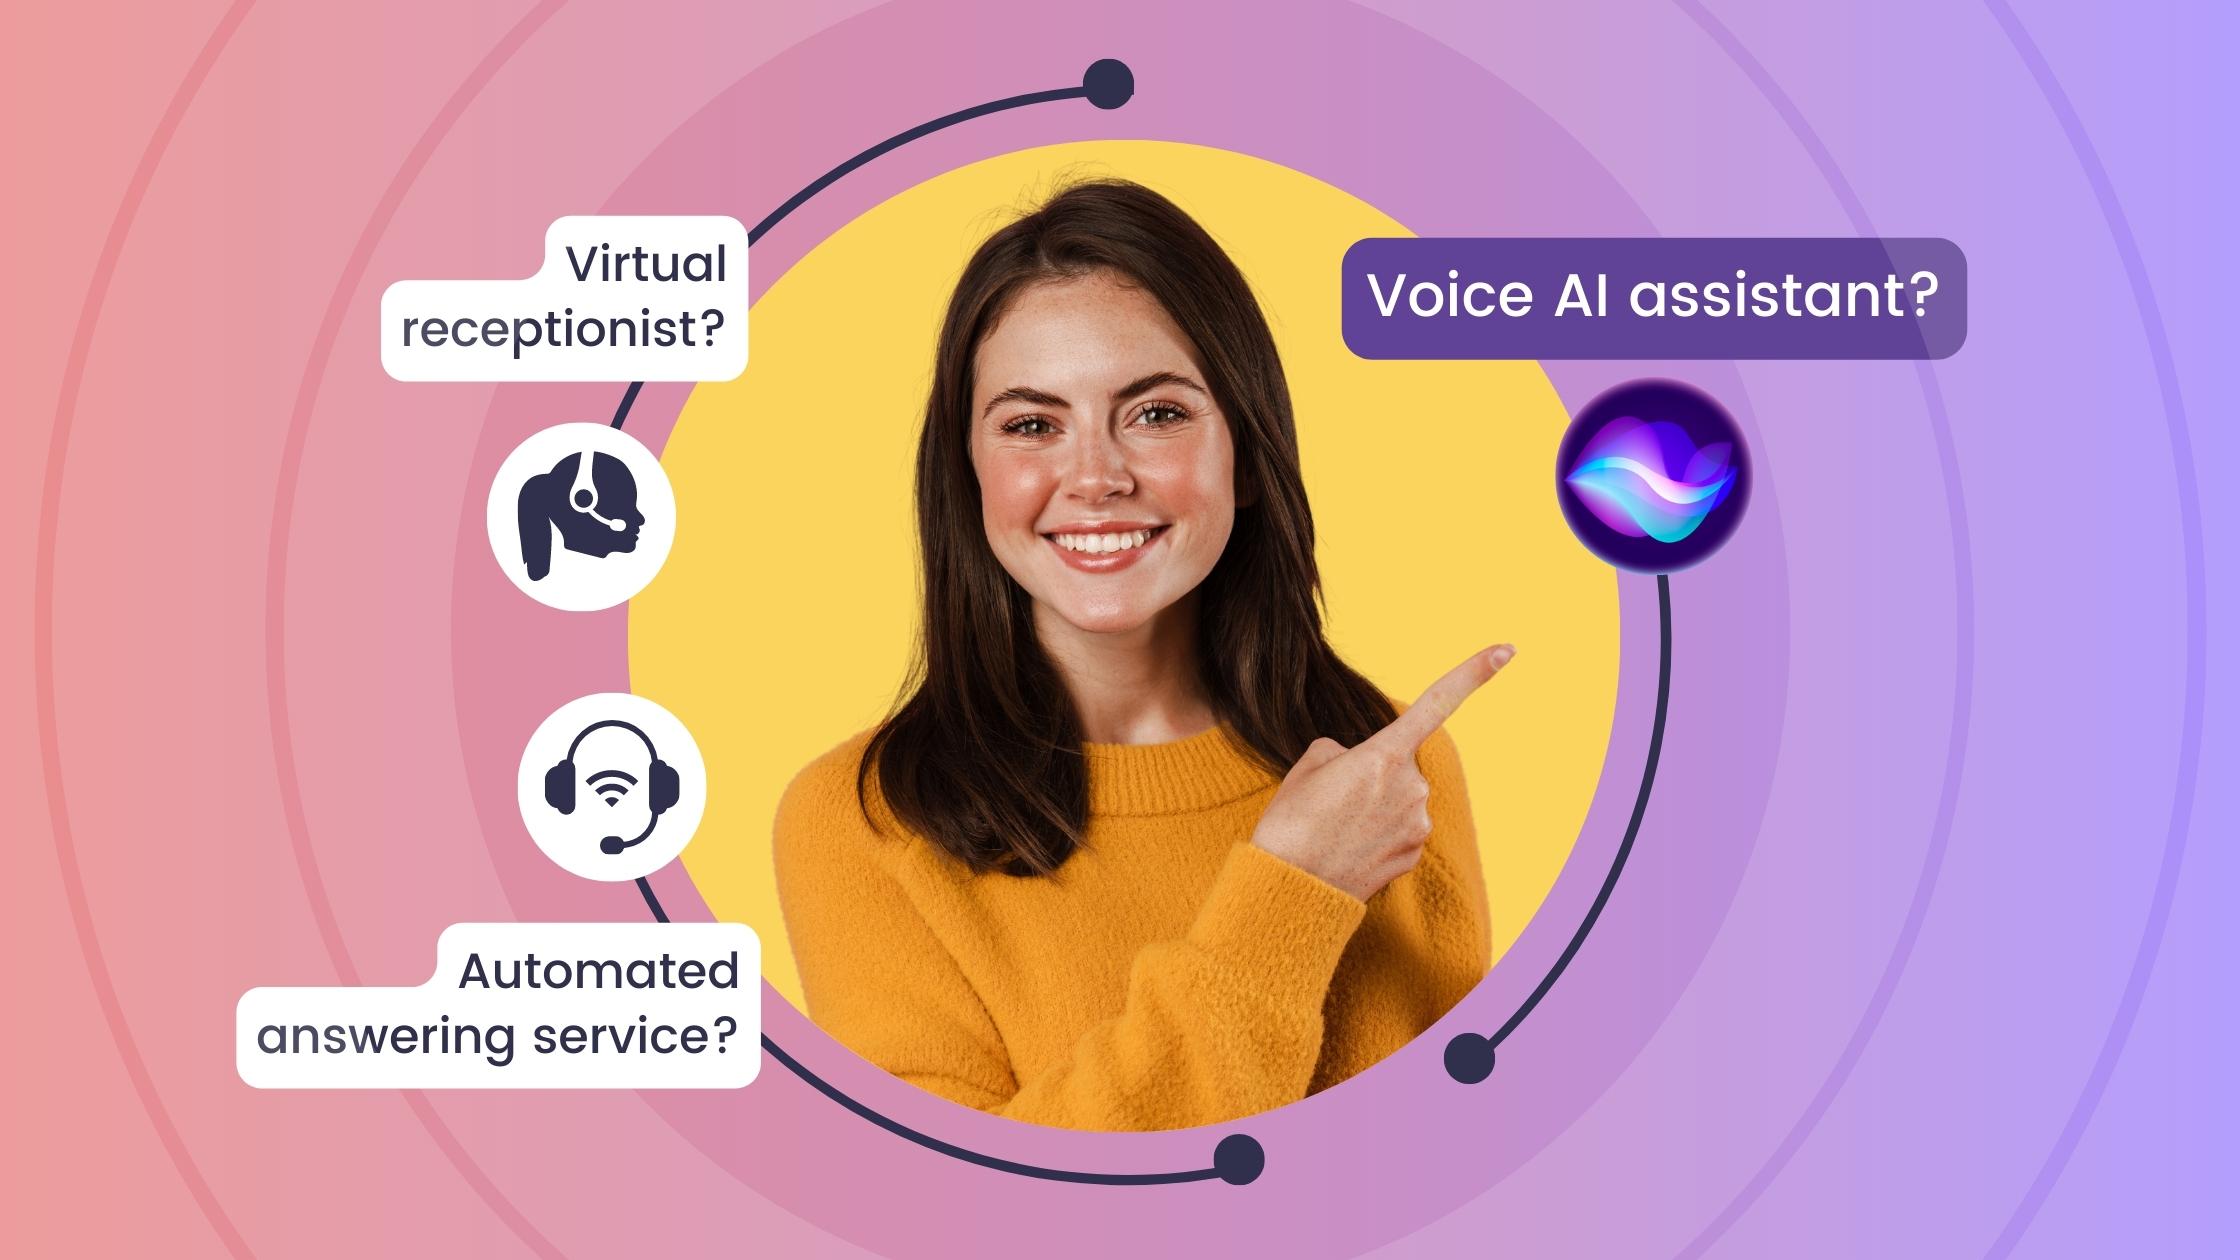 Virtual
receptionist?
Voice AI assistant?
Automated
answering service?